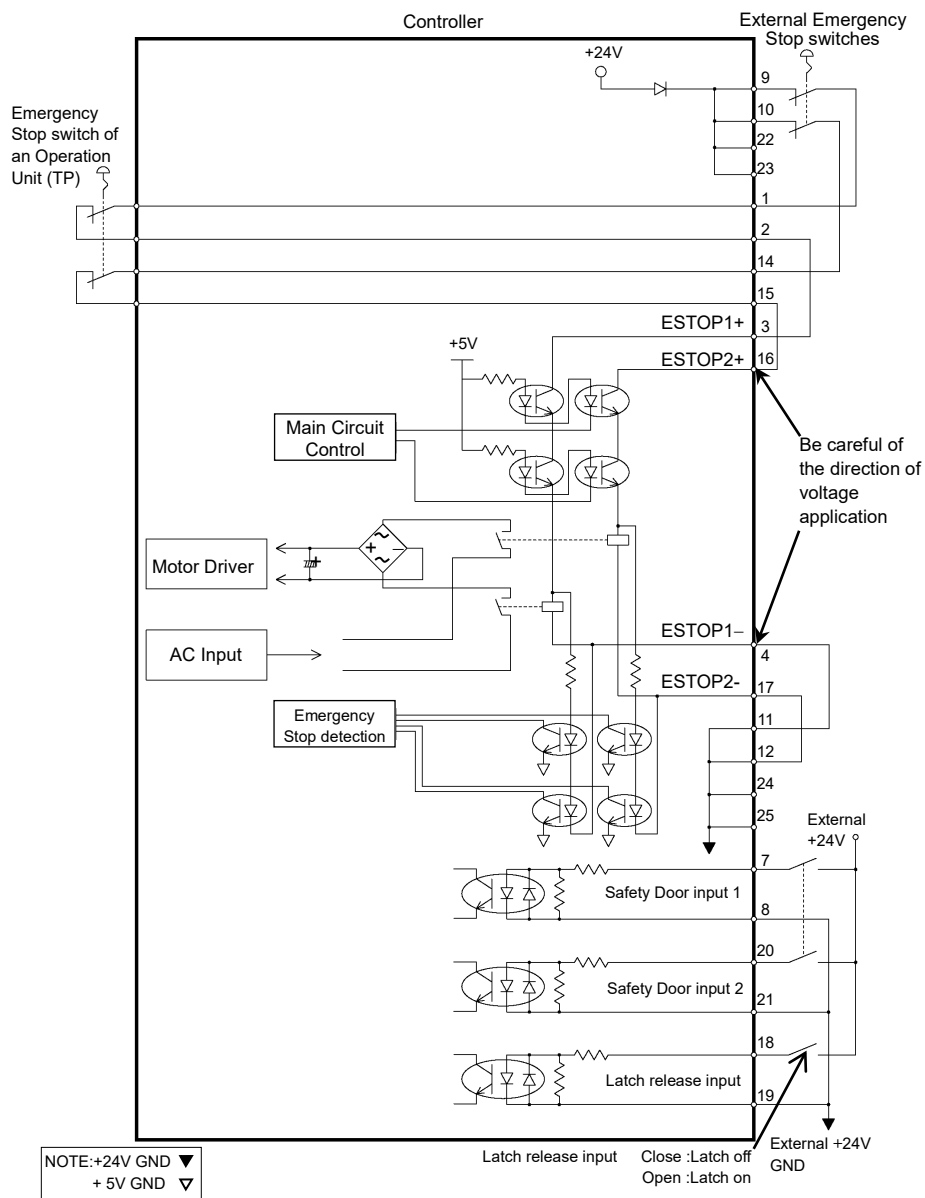 Controller
External Emergency
Stop switches
+24V
9
10
22
23
Emergency
Stop switch of
an Operation
Unit (TP)
1
2
14
15
ESTOP1+
3
ESTOP2+
16
+5V
Main Circuit
Control
Be careful of
the direction of
voltage
application
Motor Driver
+
~
~
−
+
AC Input
ESTOP1−
4
ESTOP2-
17
11
12
24
25
Emergency
Stop detection
External
+24V
7
Safety Door input 1
8
20
Safety Door input 2
21
18
Latch release input
19
External +24V
GND
Latch release input
Close :Latch off
Open :Latch on
NOTE:+24V GND ▼
+ 5V GND ▽